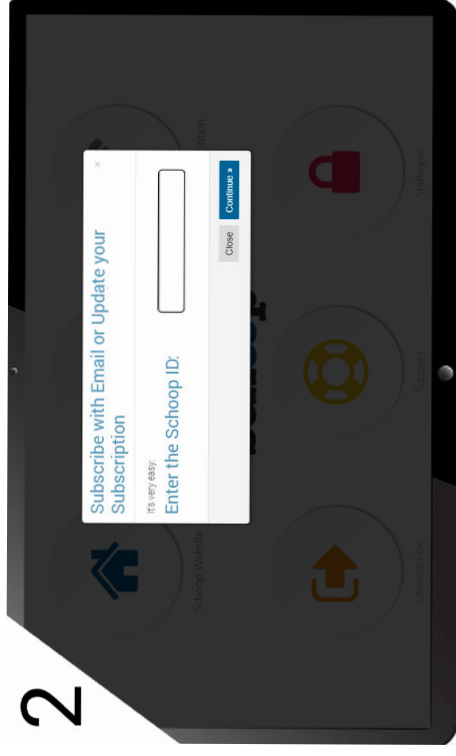 2
Subscribe with Email or Update your
Subscription
×
It's very easy.
Enter the Schoop ID:
Close
Continue »
Schoop Website
Unsubscribe
Support
Staffroom